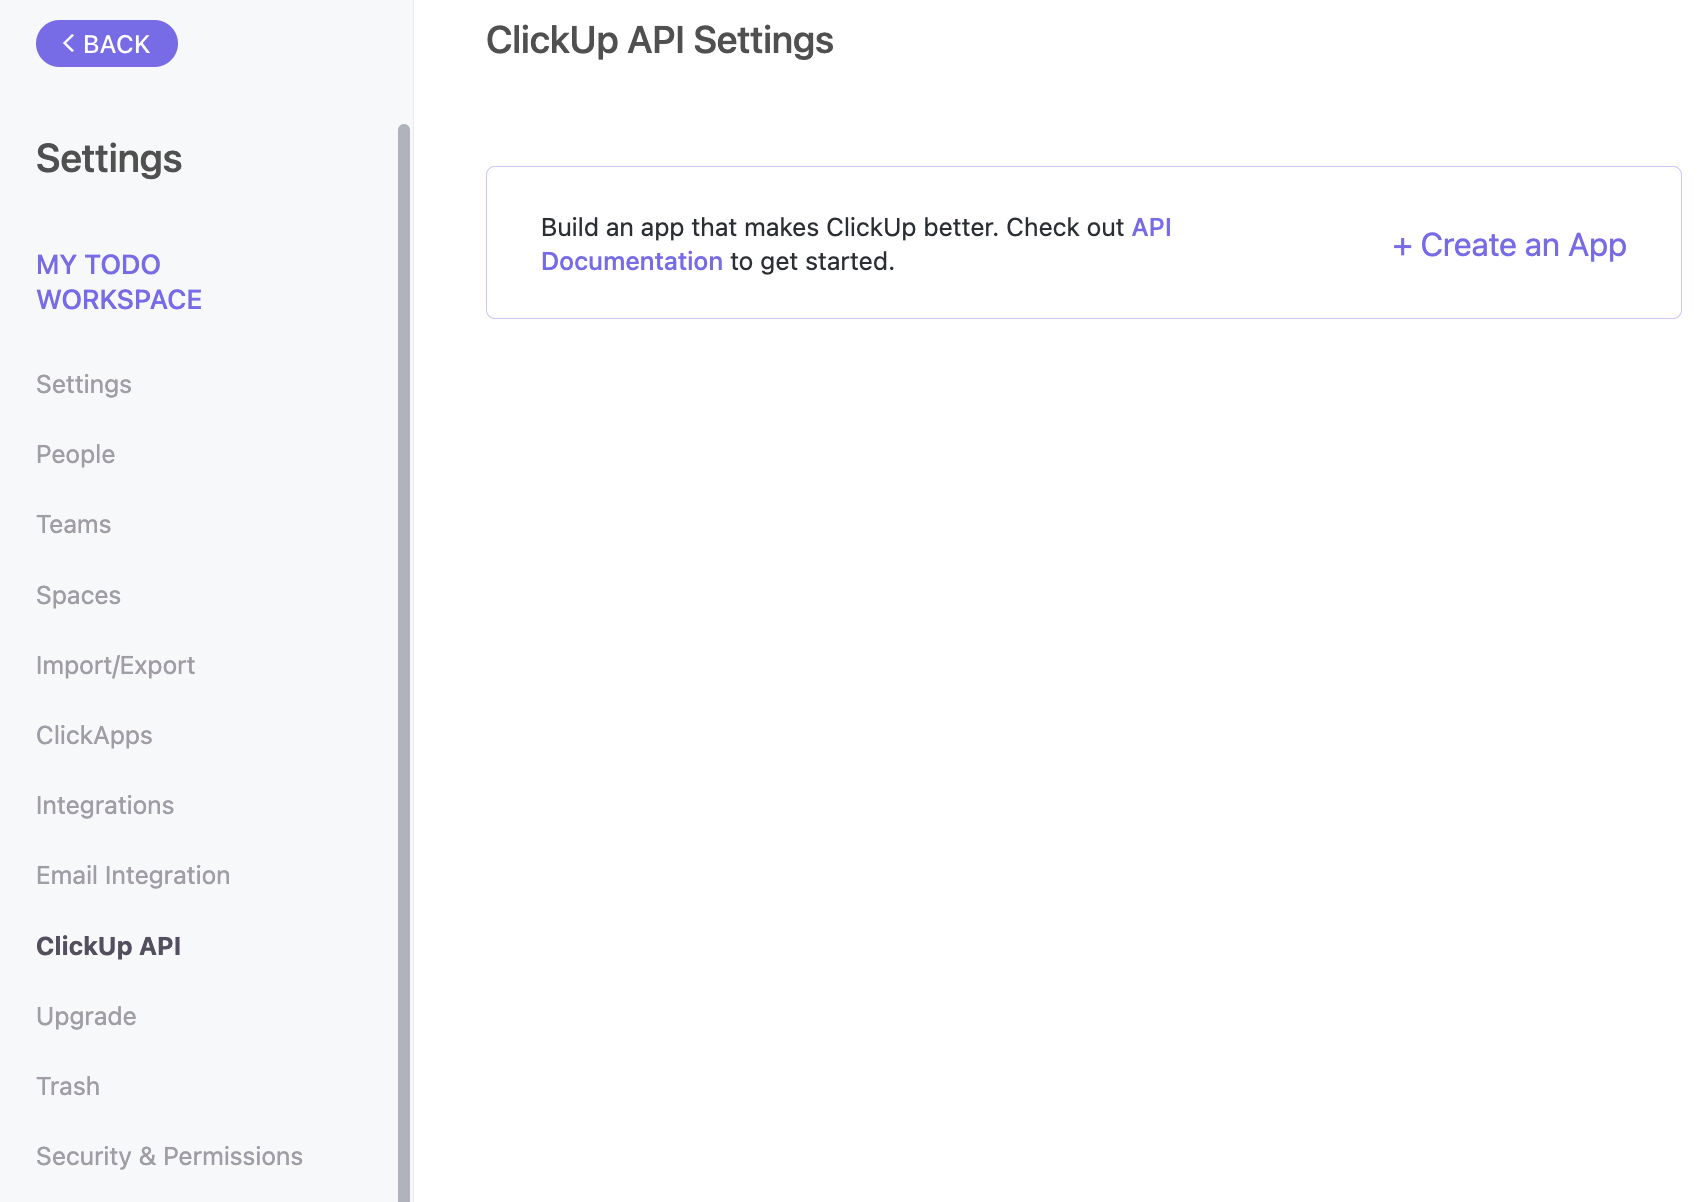 BACK
Settings
MY TODO
WORKSPACE
Settings
People
Teams
Spaces
Import/Export
ClickApps
Integrations
Email Integration
ClickUp API
Upgrade
Trash
Security & Permissions
ClickUp API Settings
Build an app that makes ClickUp better. Check out API
Documentation to get started.
+ Create an App